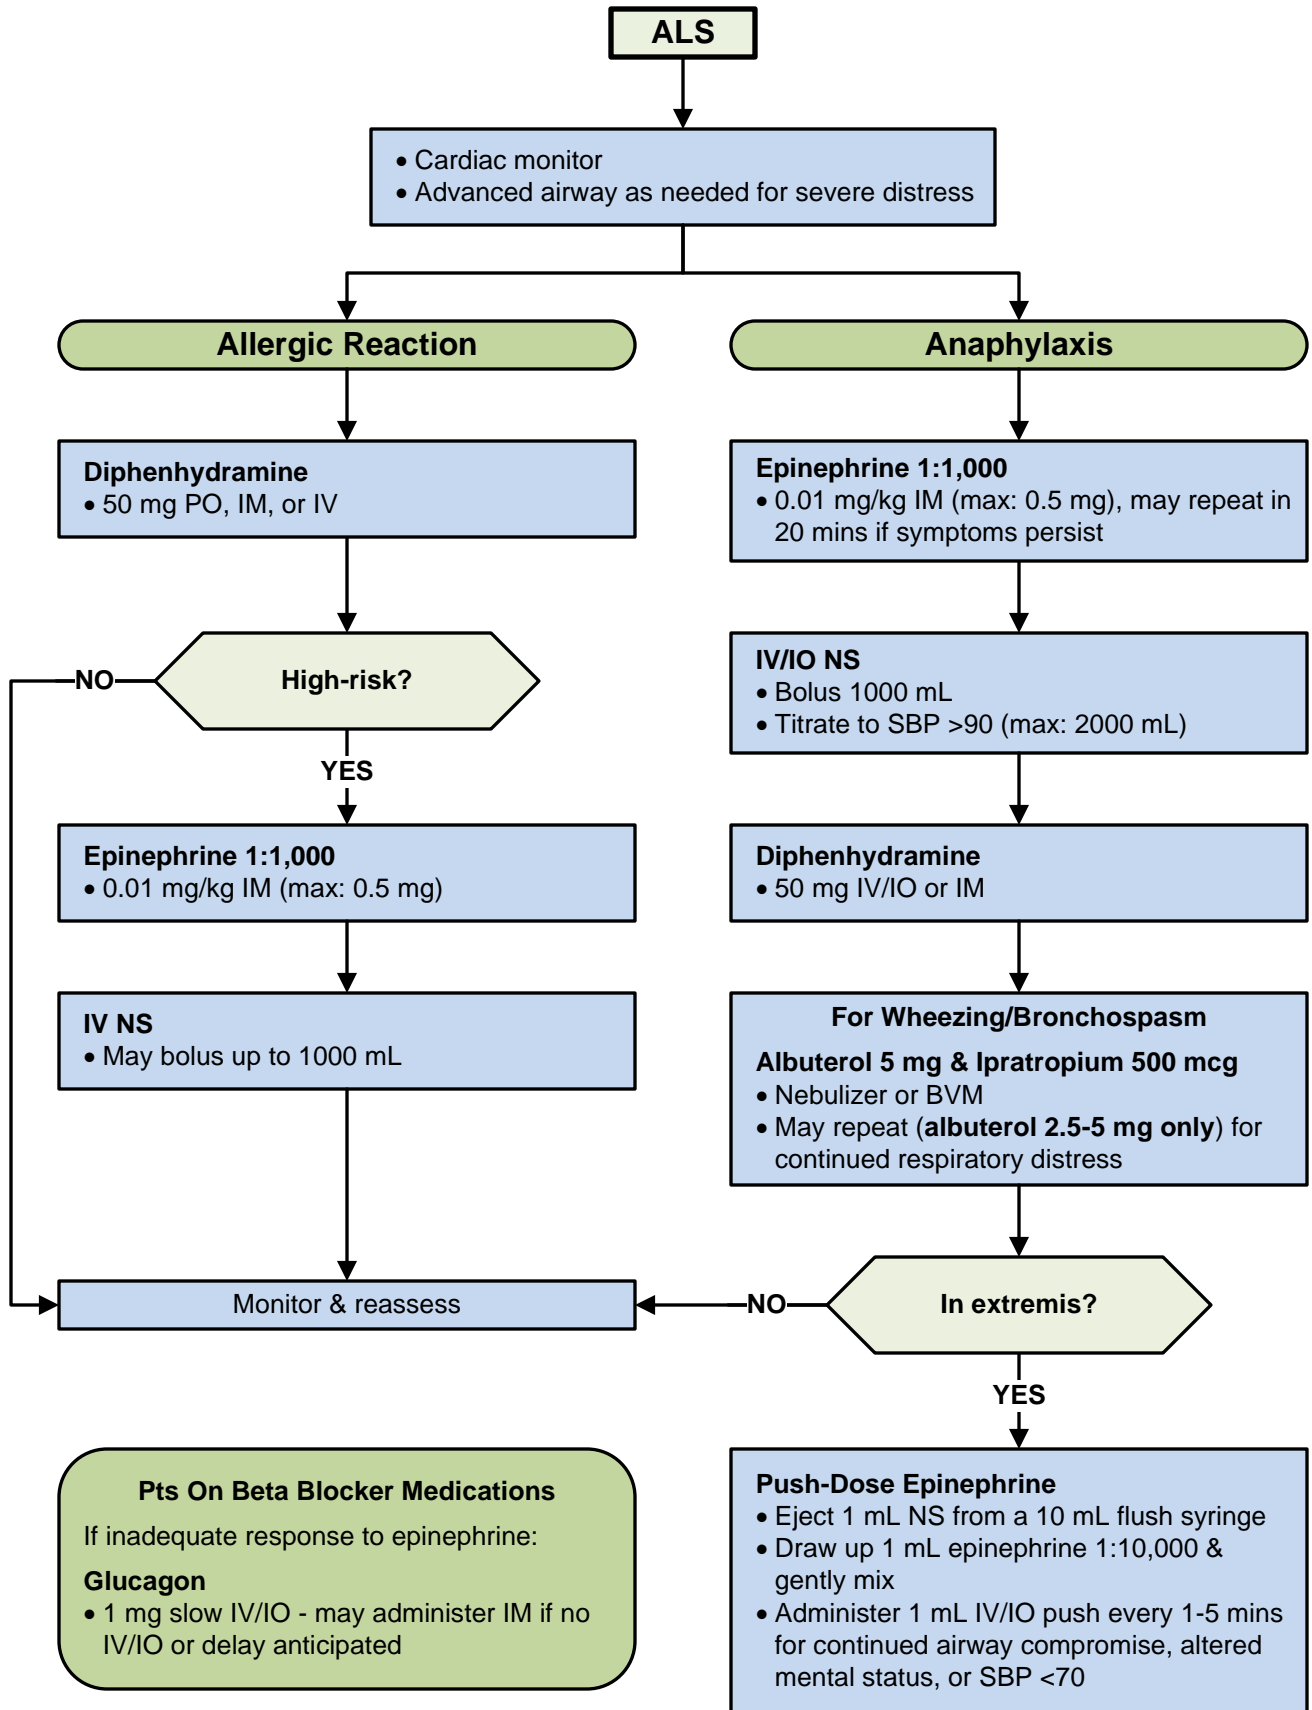 ALS
• Cardiac monitor
• Advanced airway as needed for severe distress
Allergic Reaction
Diphenhydramine
• 50 mg PO, IM, or IV
High-risk?
NO
YES
Epinephrine 1:1,000
• 0.01 mg/kg IM (max: 0.5 mg)
IV NS
• May bolus up to 1000 mL
Monitor & reassess
Anaphylaxis
Epinephrine 1:1,000
• 0.01 mg/kg IM (max: 0.5 mg), may repeat in
20 mins if symptoms persist
IV/IO NS
• Bolus 1000 mL
• Titrate to SBP >90 (max: 2000 mL)
Diphenhydramine
• 50 mg IV/IO or IM
For Wheezing/Bronchospasm
Albuterol 5 mg & Ipratropium 500 mcg
• Nebulizer or BVM
• May repeat (albuterol 2.5-5 mg only) for
continued respiratory distress
In extremis?
NO
YES
Push-Dose Epinephrine
• Eject 1 mL NS from a 10 mL flush syringe
• Draw up 1 mL epinephrine 1:10,000 &
gently mix
• Administer 1 mL IV/IO push every 1-5 mins
for continued airway compromise, altered
mental status, or SBP <70
Pts On Beta Blocker Medications
If inadequate response to epinephrine:
Glucagon
• 1 mg slow IV/IO - may administer IM if no
IV/IO or delay anticipated